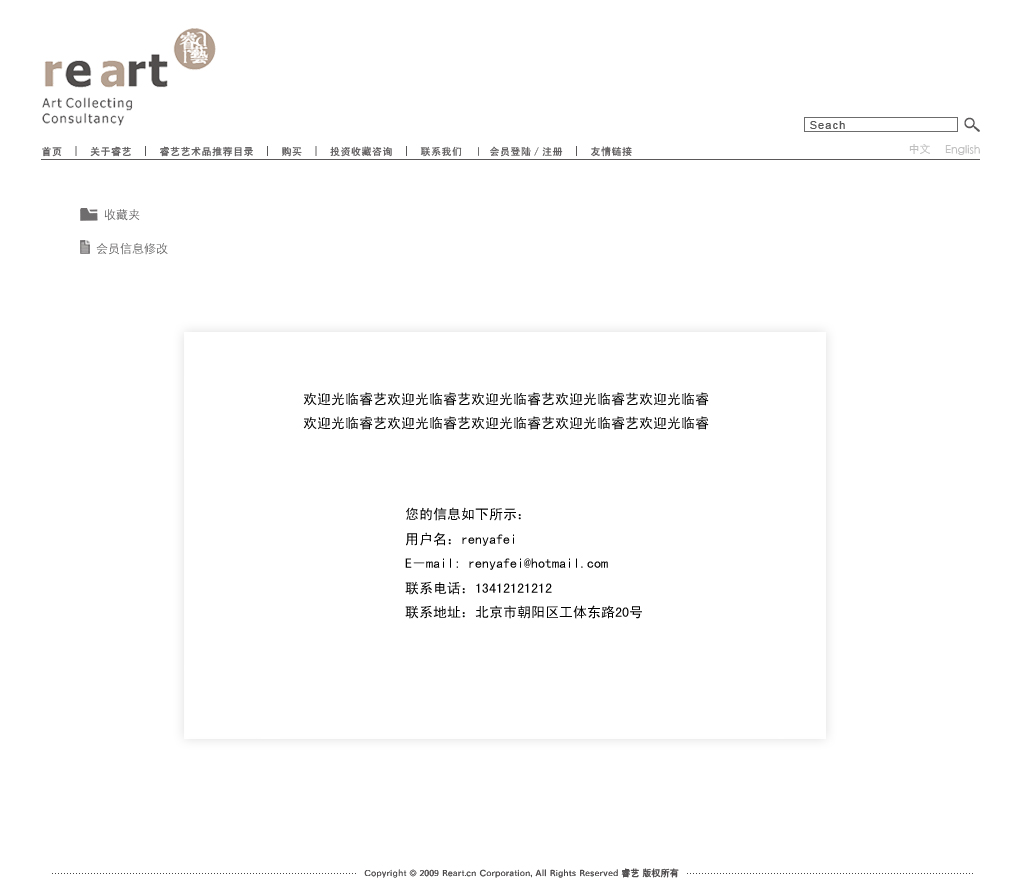 re art 睿艺
Art Collecting
Consultancy
Seach
首页 | 关于睿艺 | 睿艺艺术品推荐目录 | 购买 | 投资收藏咨询 | 联系我们 | 会员登陆 / 注册 | 友情链接
中文 English
收藏夹
会员信息修改
欢迎光临睿艺欢迎光临睿艺欢迎光临睿艺欢迎光临睿艺欢迎光临睿
欢迎光临睿艺欢迎光临睿艺欢迎光临睿艺欢迎光临睿艺欢迎光临睿
您的信息如下所示：
用户名：renyafei
E-mail: renyafei@hotmail.com
联系电话：13412121212
联系地址：北京市朝阳区工体东路20号
Copyright © 2009 Reart.cn Corporation, All Rights Reserved 睿艺 版权所有